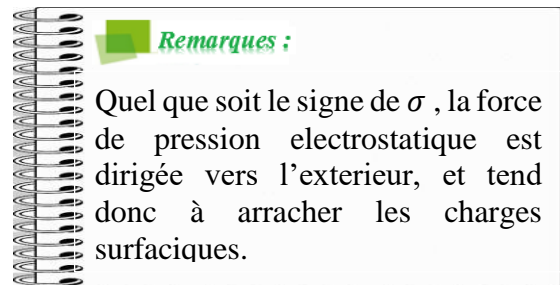 Remarques :
Quel que soit le signe de σ , la force
de pression electrostatique est
dirigée vers l’exterieur, et tend
donc à arracher les charges
surfaciques.